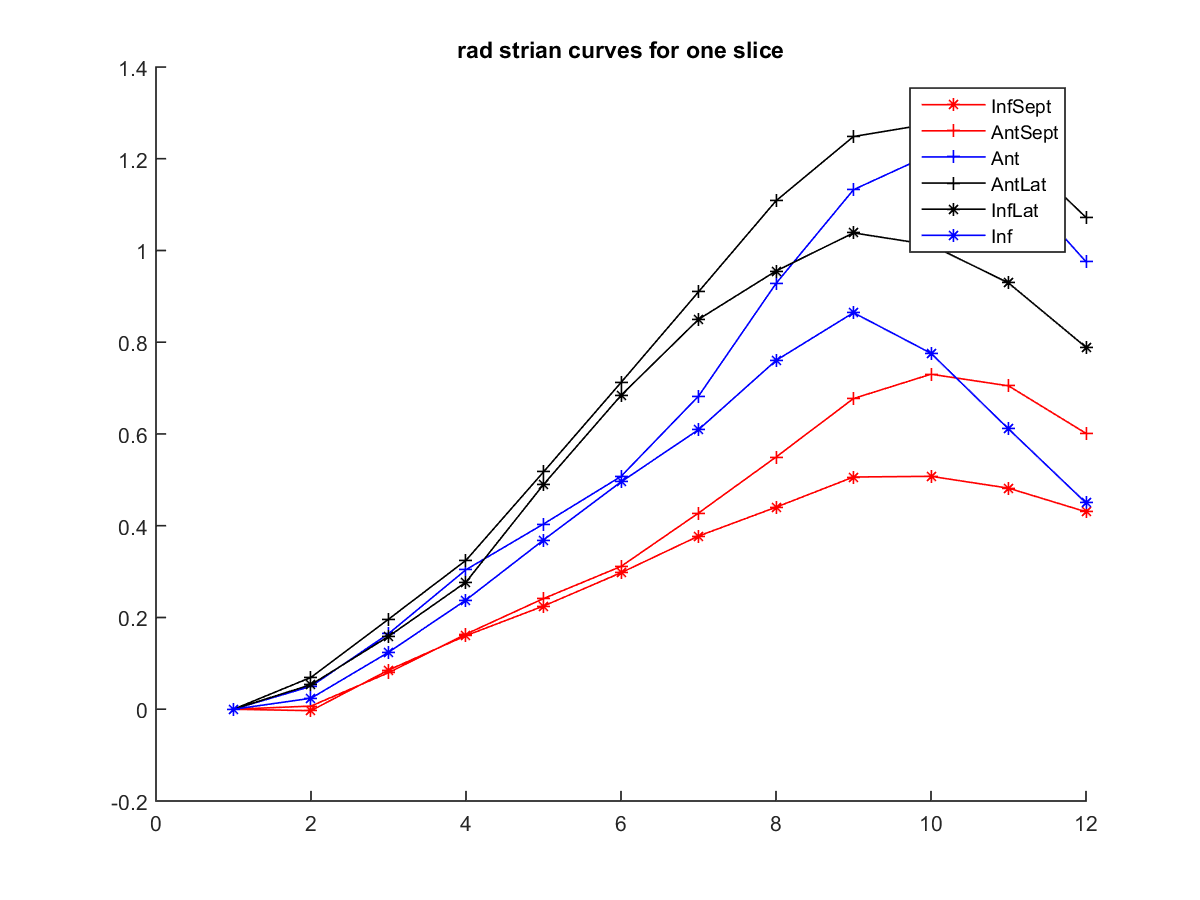 rad strian curves for one slice
1.4
1.2
1
0.8
0.6
0.4
0.2
0
-0.2
0 2 4 6 8 10 12
InfSept
AntSept
Ant
AntLat
InfLat
Inf